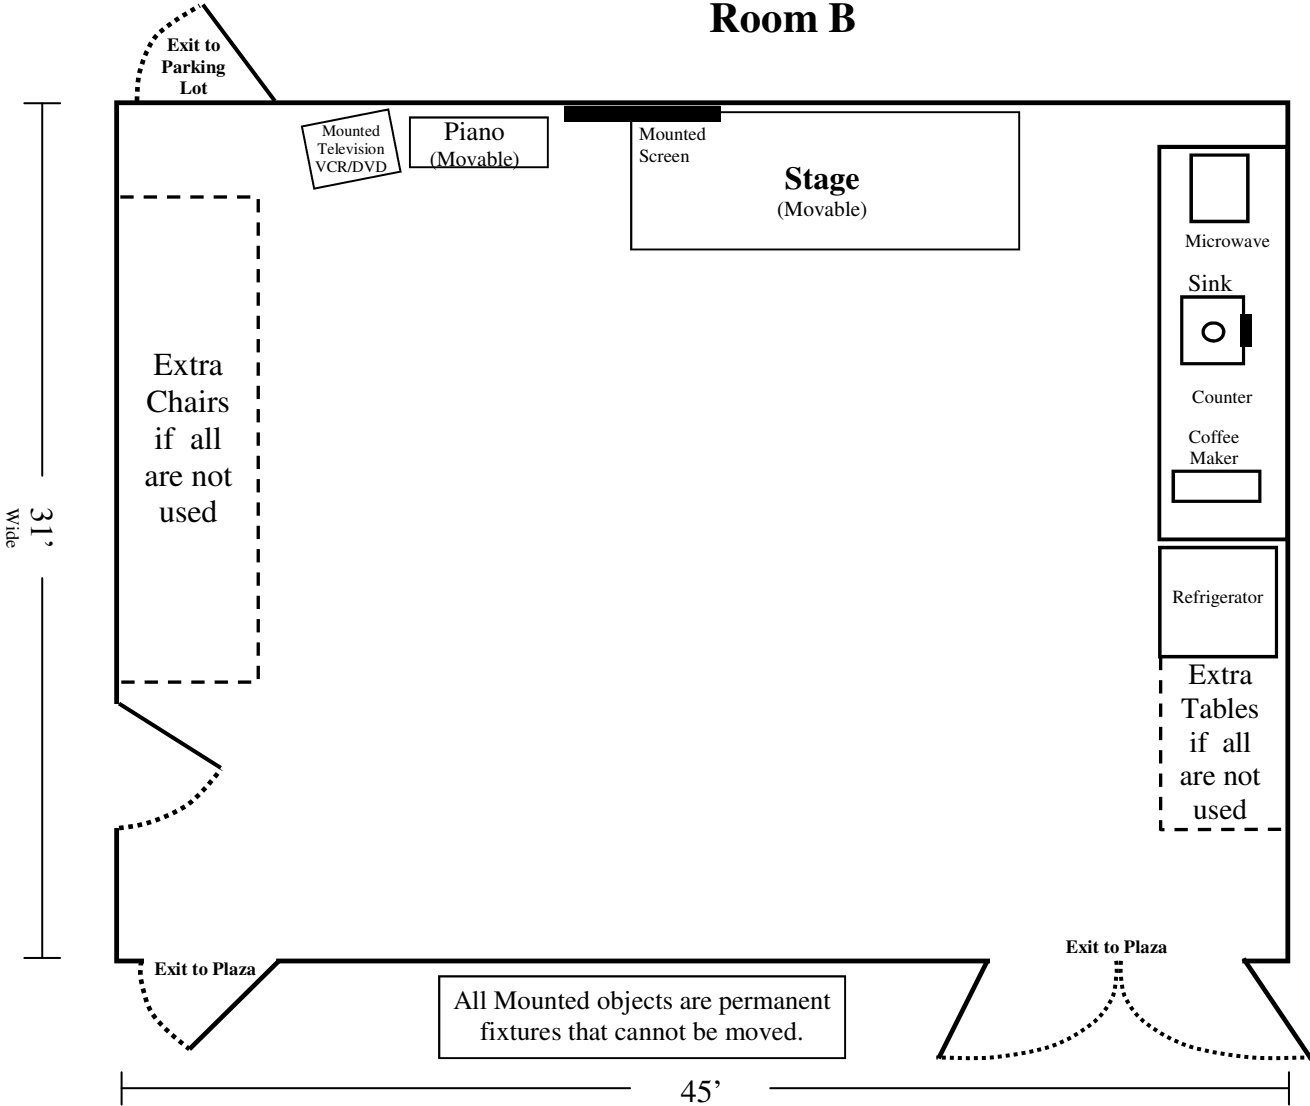 Room B
Exit to
Parking
Lot
Mounted
Television
VCR/DVD
Piano
(Movable)
Mounted
Screen
Stage
(Movable)
Microwave
Sink
Counter
Coffee
Maker
Extra
Chairs
if all
are not
used
31’
Wide
Refrigerator
Extra
Tables
if all
are not
used
Exit to Plaza
Exit to Plaza
All Mounted objects are permanent
fixtures that cannot be moved.
45’